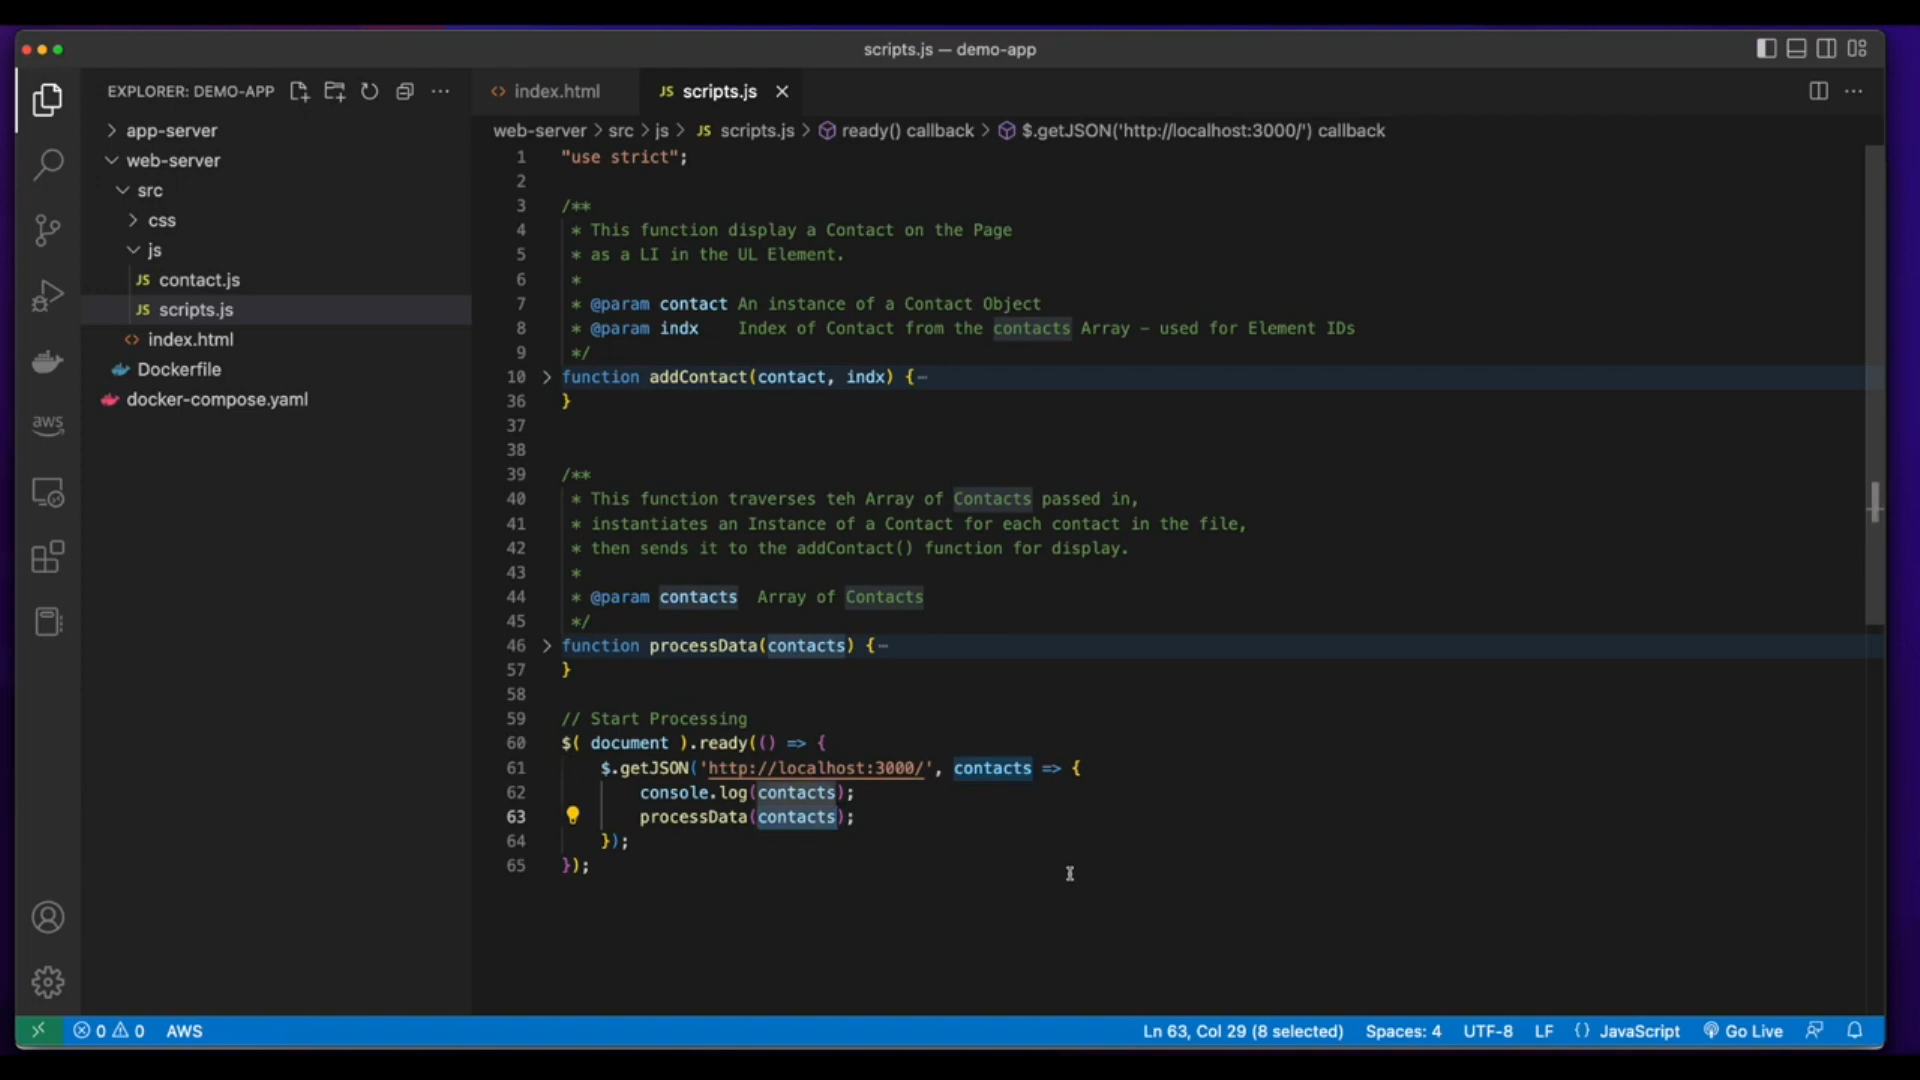 scripts.js — demo-app
EXPLORER: DEMO-APP
index.html
JS scripts.js
app-server
web-server
src
css
js
JS contact.js
JS scripts.js
index.html
Dockerfile
docker-compose.yaml
aws
web-server > src > js > JS scripts.js > ready() callback > $.getJSON('http://localhost:3000/') callback
1 "use strict";
2
3 /**
4 * This function display a Contact on the Page
5 * as a LI in the UL Element.
6 *
7 * @param contact An instance of a Contact Object
8 * @param indx Index of Contact from the contacts Array - used for Element IDs
9 */
10 function addContact(contact, indx) {
36 }
37
38
39 /**
40 * This function traverses teh Array of Contacts passed in,
41 * instantiates an Instance of a Contact for each contact in the file,
42 * then sends it to the addContact() function for display.
43 *
44 * @param contacts Array of Contacts
45 */
46 function processData(contacts) {
57 }
58
59 // Start Processing
60 $( document ).ready(() => {
61 $.getJSON('http://localhost:3000/', contacts => {
62 console.log(contacts);
63 processData(contacts);
64 });
65 });
0 0 AWS
Ln 63, Col 29 (8 selected) Spaces: 4 UTF-8 LF {} JavaScript Go Live